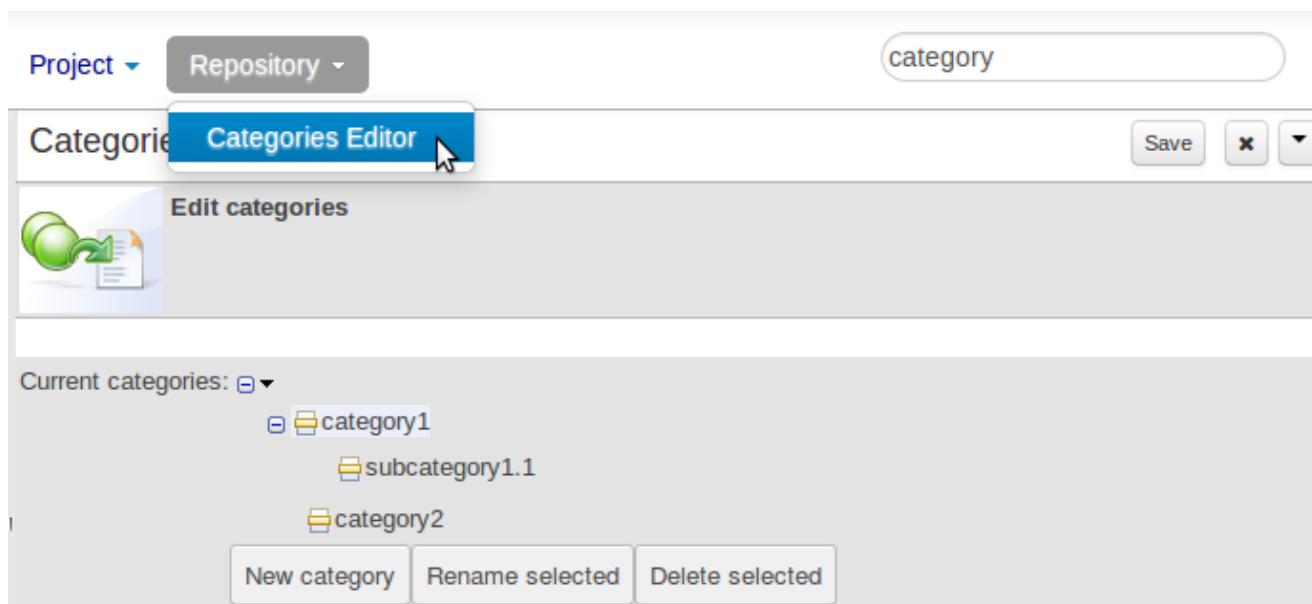 Project Repository category
Categories Editor
Categorie Save
Edit categories
Current categories:
category1
subcategory1.1
category2
New category Rename selected Delete selected